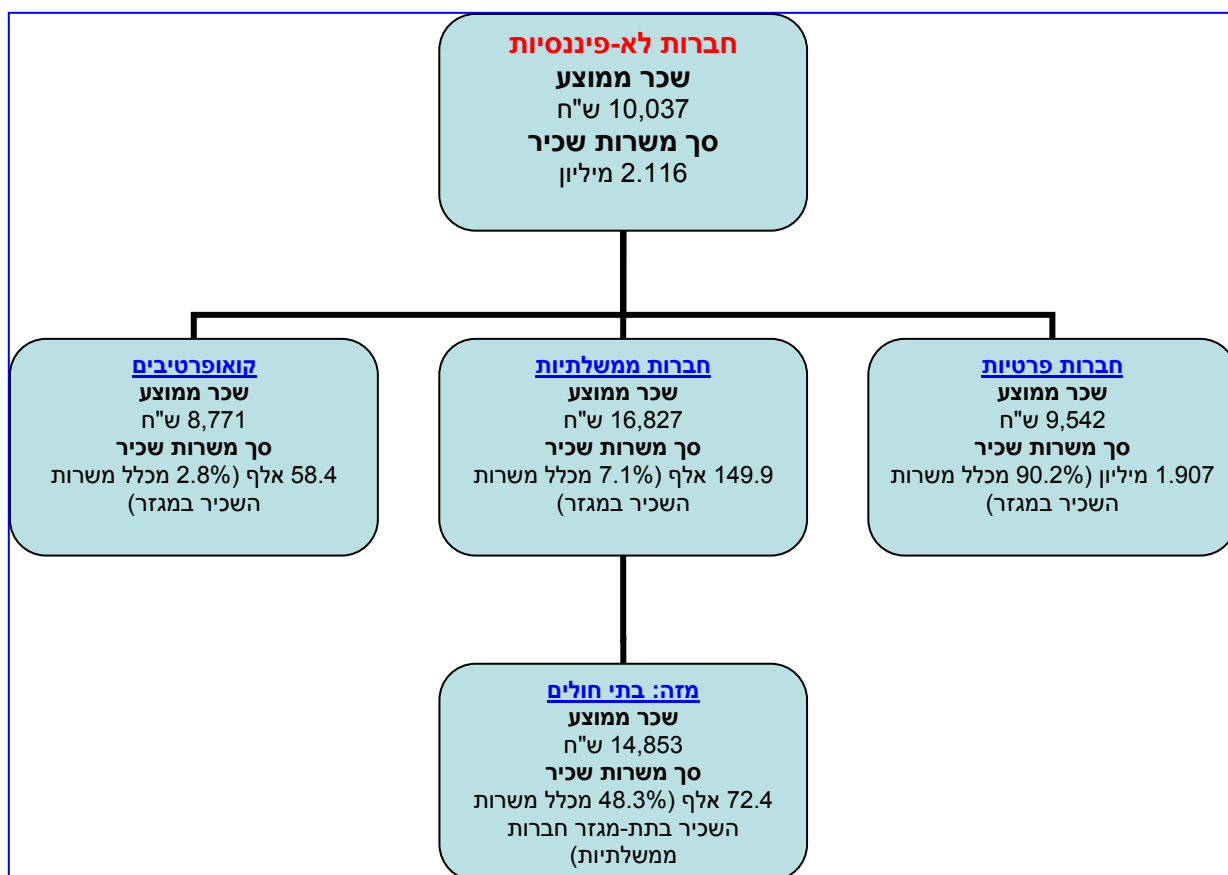 חברות לא-פיננסיות
שכר ממוצע
10,037 ש"ח
סך משרות שכיר
2.116 מיליון
חברות פרטיות
שכר ממוצע
9,542 ש"ח
סך משרות שכיר
1.907 מיליון (90.2% מכלל משרות
השכיר במגזר)
חברות ממשלתיות
שכר ממוצע
16,827 ש"ח
סך משרות שכיר
149.9 אלף (7.1% מכלל משרות
השכיר במגזר)
קואופרטיבים
שכר ממוצע
8,771 ש"ח
סך משרות שכיר
58.4 אלף (2.8% מכלל משרות
השכיר במגזר)
מזה: בתי חולים
שכר ממוצע
14,853 ש"ח
סך משרות שכיר
72.4 אלף (48.3% מכלל משרות
השכיר בתת-מגזר חברות
ממשלתיות)